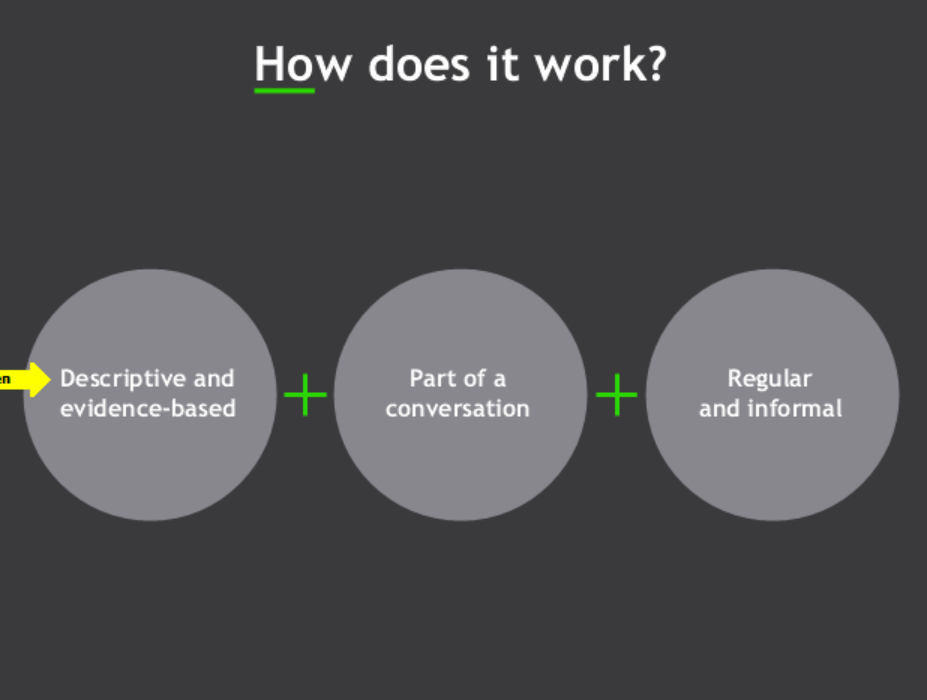 How does it work?
Descriptive and
evidence-based
+
Part of a
conversation
+
Regular
and informal